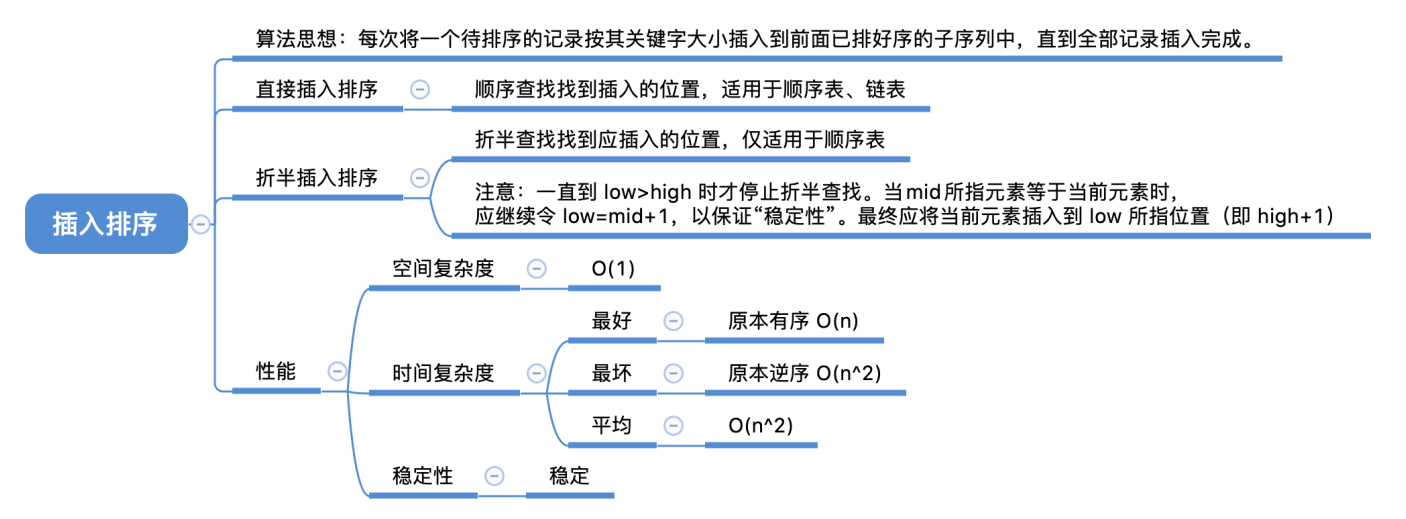 算法思想：每次将一个待排序的记录按其关键字大小插入到前面已排好序的子序列中，直到全部记录插入完成。
直接插入排序
顺序查找找到插入的位置，适用于顺序表、链表
折半查找找到应插入的位置，仅适用于顺序表
折半插入排序
注意：一直到 low>high 时才停止折半查找。当mid所指元素等于当前元素时，
应继续令 low=mid+1，以保证“稳定性”。最终应将当前元素插入到 low 所指位置（即 high+1）
插入排序
空间复杂度
O(1)
最好
原本有序 O(n)
性能
时间复杂度
最坏
原本逆序 O(n^2)
平均
O(n^2)
稳定性
稳定